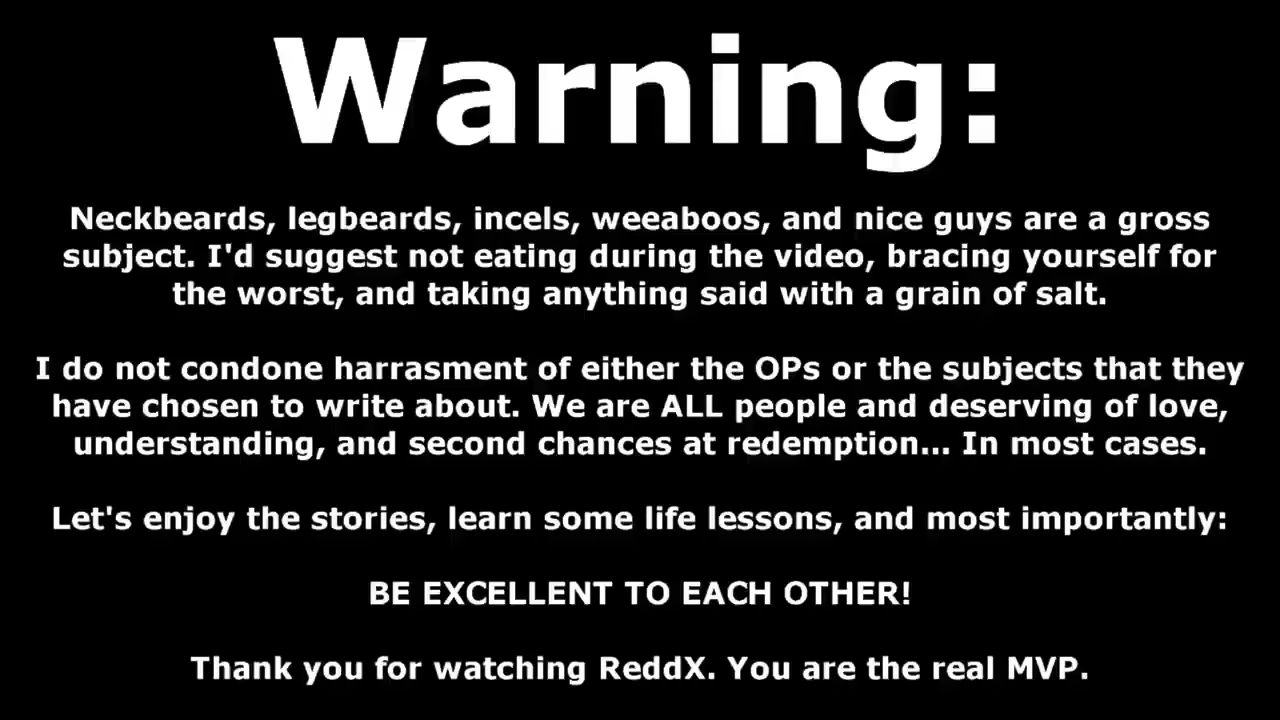 Warning:
Neckbeards, legbeards, incels, weeaboos, and nice guys are a gross
subject. I'd suggest not eating during the video, bracing yourself for
the worst, and taking anything said with a grain of salt.
I do not condone harrasment of either the OPs or the subjects that they
have chosen to write about. We are ALL people and deserving of love,
understanding, and second chances at redemption... In most cases.
Let's enjoy the stories, learn some life lessons, and most importantly:
BE EXCELLENT TO EACH OTHER!
Thank you for watching ReddX. You are the real MVP.